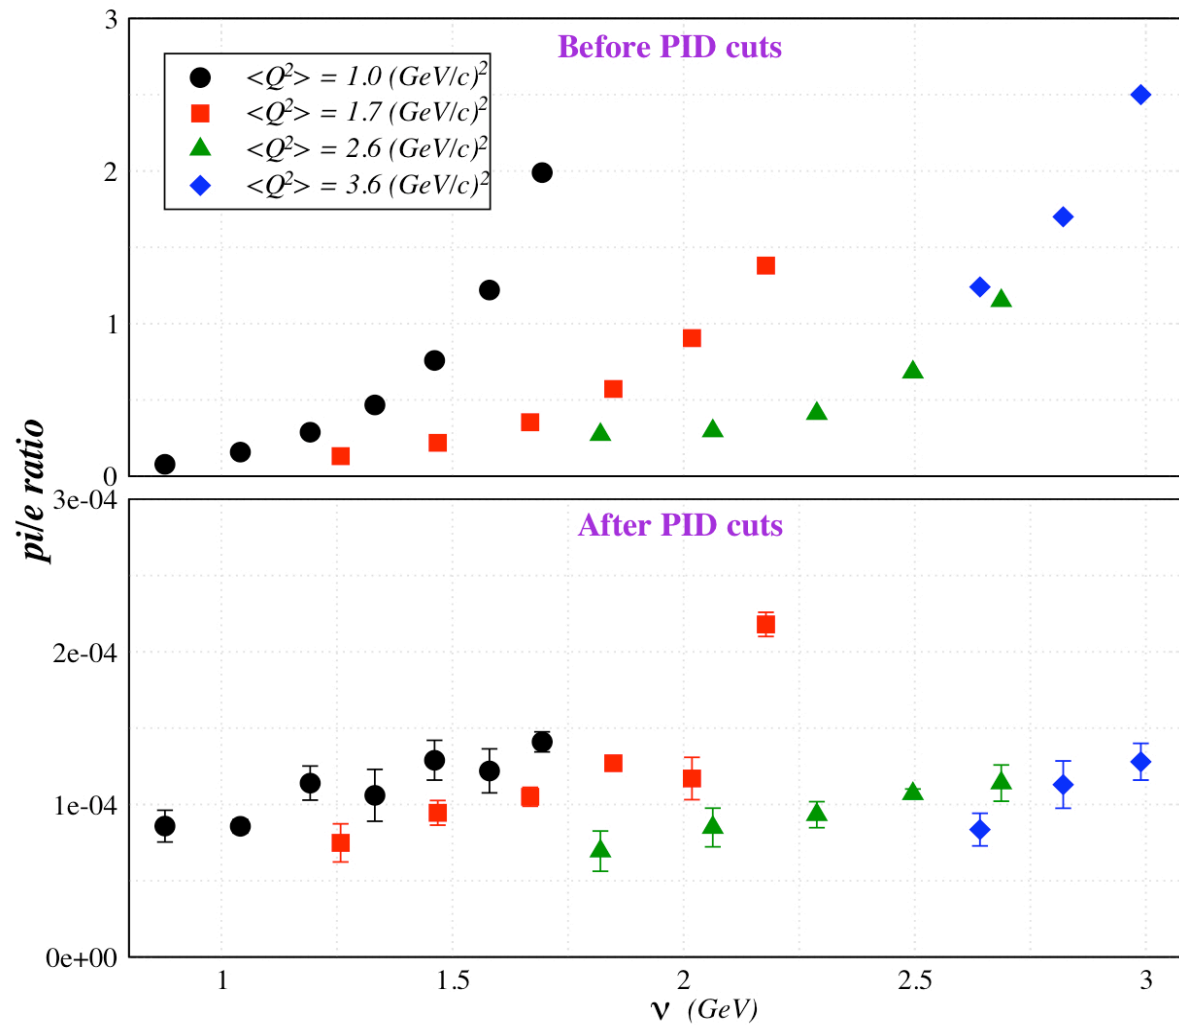 Before PID cuts
<Q²> = 1.0 (GeV/c)²
<Q²> = 1.7 (GeV/c)²
<Q²> = 2.6 (GeV/c)²
<Q²> = 3.6 (GeV/c)²
3
2
1
0
pi/e ratio
After PID cuts
3e-04
2e-04
1e-04
0e+00
1 1.5 2 2.5 3
ν (GeV)